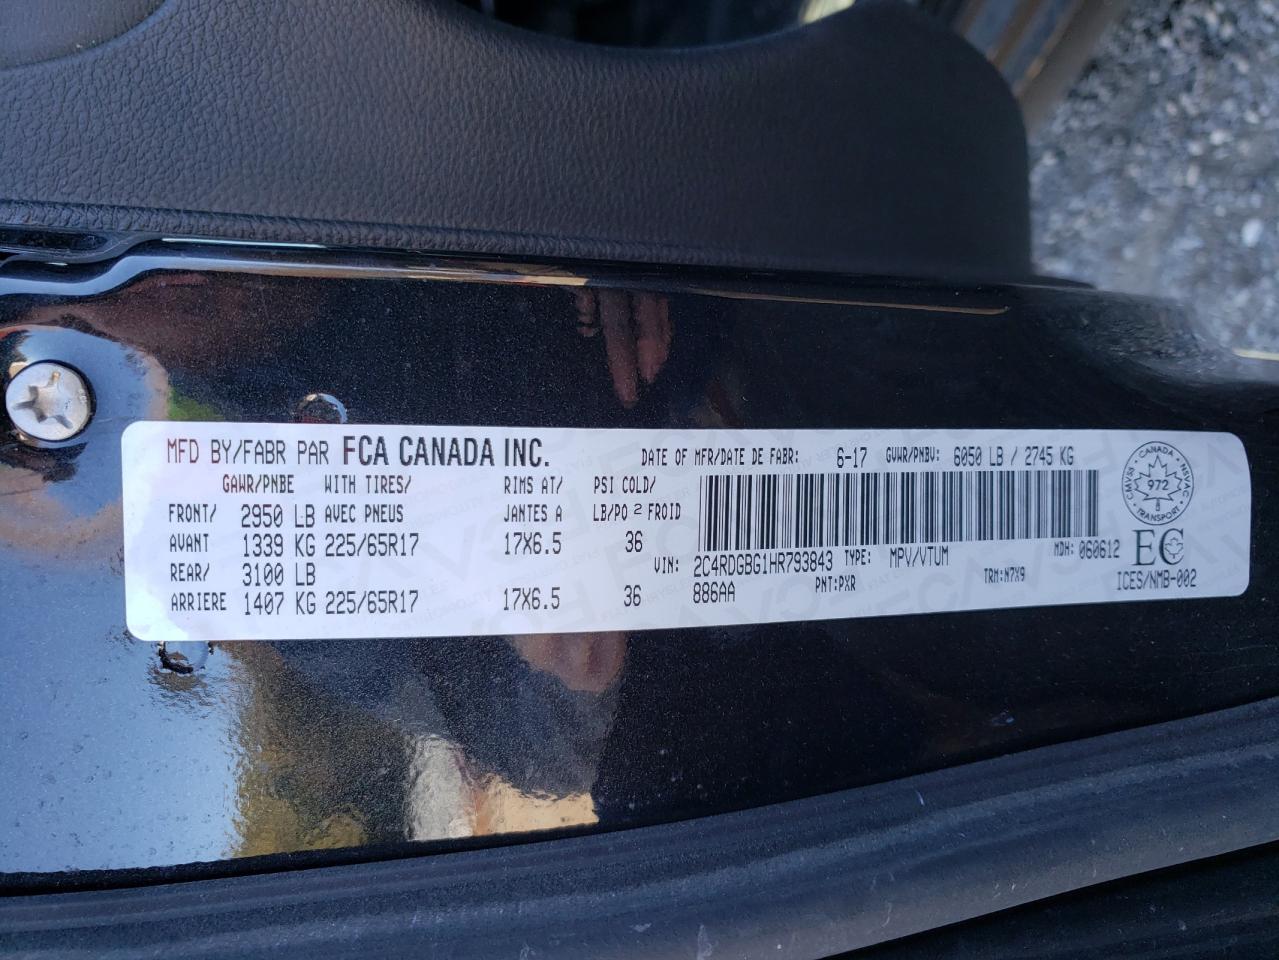 MFD BY/FABR PAR FCA CANADA INC. DATE OF MFR/DATE DE FABR: 6-17 GVWR/PNBV: 6050 LB / 2745 KG
GAWR/PNBE WITH TIRES/ RIMS AT/ PSI COLD/
FRONT/ 2950 LB AVEC PNEUS JANTES A LB/PO 2 FROID
AVANT 1339 KG 225/65R17 17X6.5 36
REAR/ 3100 LB
ARRIERE 1407 KG 225/65R17 17X6.5 36
VIN: 2C4RDGBG1HR793843 TYPE: MPV/VTUM MDH: 060612
886AA PNT:PXR TRM:N7X9
CMVSS NSVAC
CANADA
972
TRANSPORT
EC
ICES/NMB-002